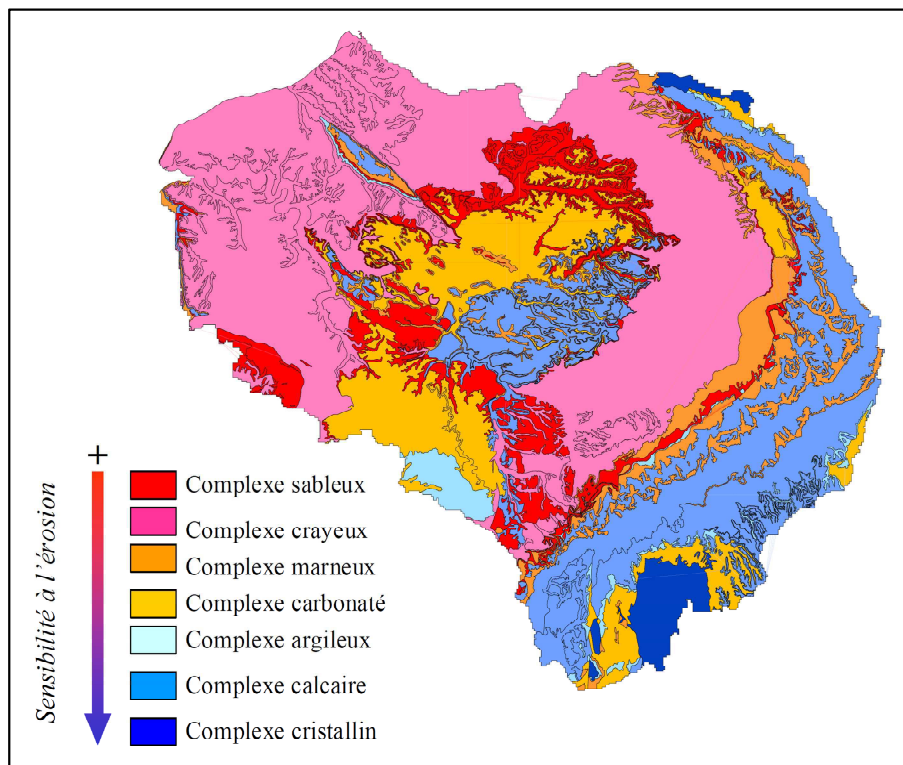 +
Sensibilité à l'érosion
Complexe sableux
Complexe crayeux
Complexe marneux
Complexe carbonaté
Complexe argileux
Complexe calcaire
Complexe cristallin